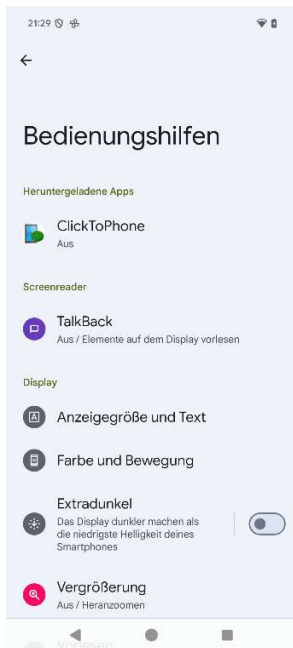 21:29
Bedienungshilfen
Heruntergeladene Apps
ClickToPhone
Aus
Screenreader
TalkBack
Aus / Elemente auf dem Display vorlesen
Display
Anzeigegröße und Text
Farbe und Bewegung
Extradunkel
Das Display dunkler machen als
die niedrigste Helligkeit deines
Smartphones
Vergrößerung
Aus / Heranzoomen
Vorlesen